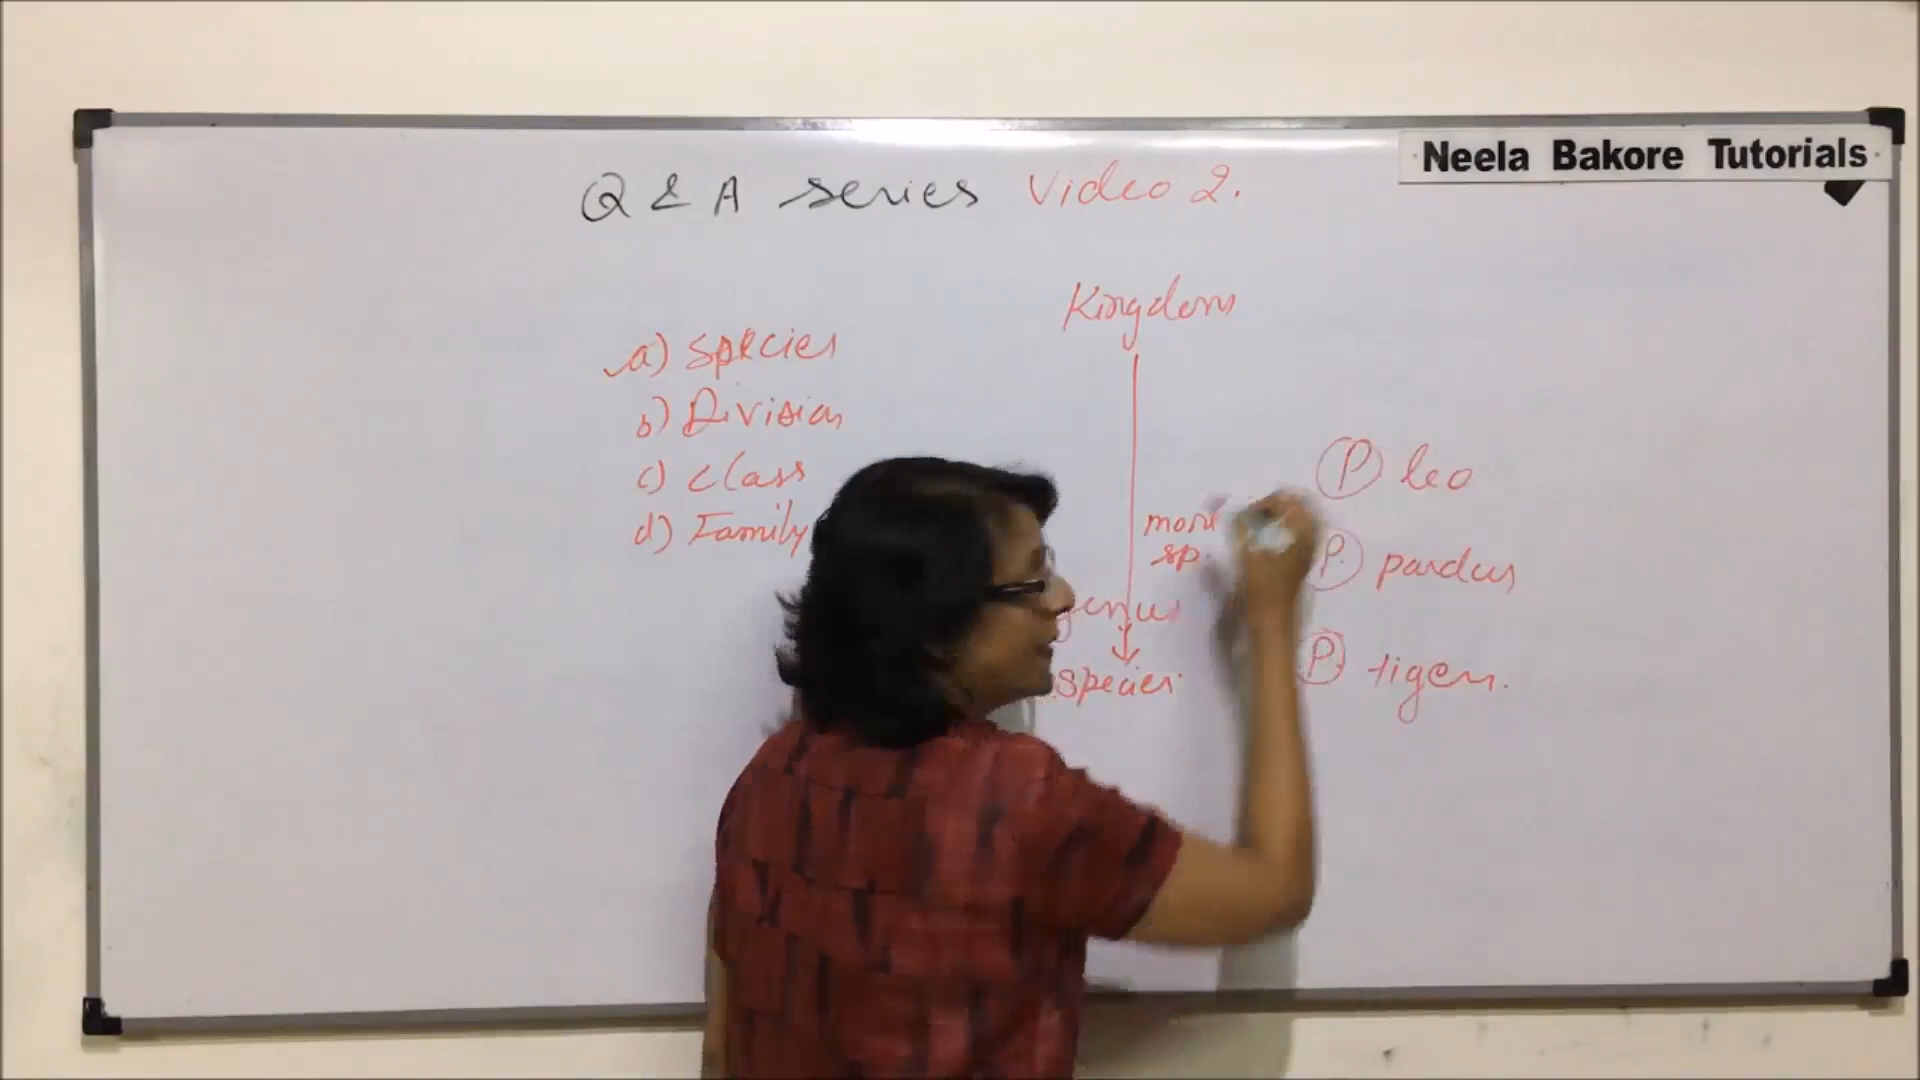 Neela Bakore Tutorials
Q & A series Video 2.
Kingdom
a) Species
b) Division
c) Class
d) Family
more
sp.
genus
species
P leo
P. pardus
P. tigers.